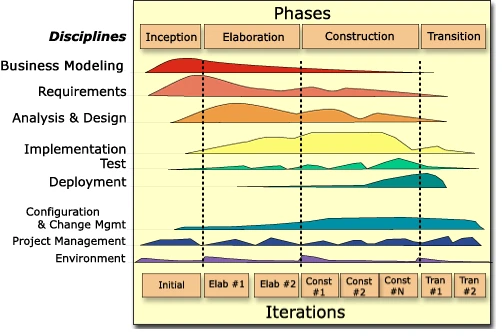 Phases
Disciplines
Inception
Elaboration
Construction
Transition
Business Modeling
Requirements
Analysis & Design
Implementation
Test
Deployment
Configuration
& Change Mgmt
Project Management
Environment
Initial
Elab #1
Elab #2
Const
#1
Const
#2
Const
#N
Tran
#1
Tran
#2
Iterations